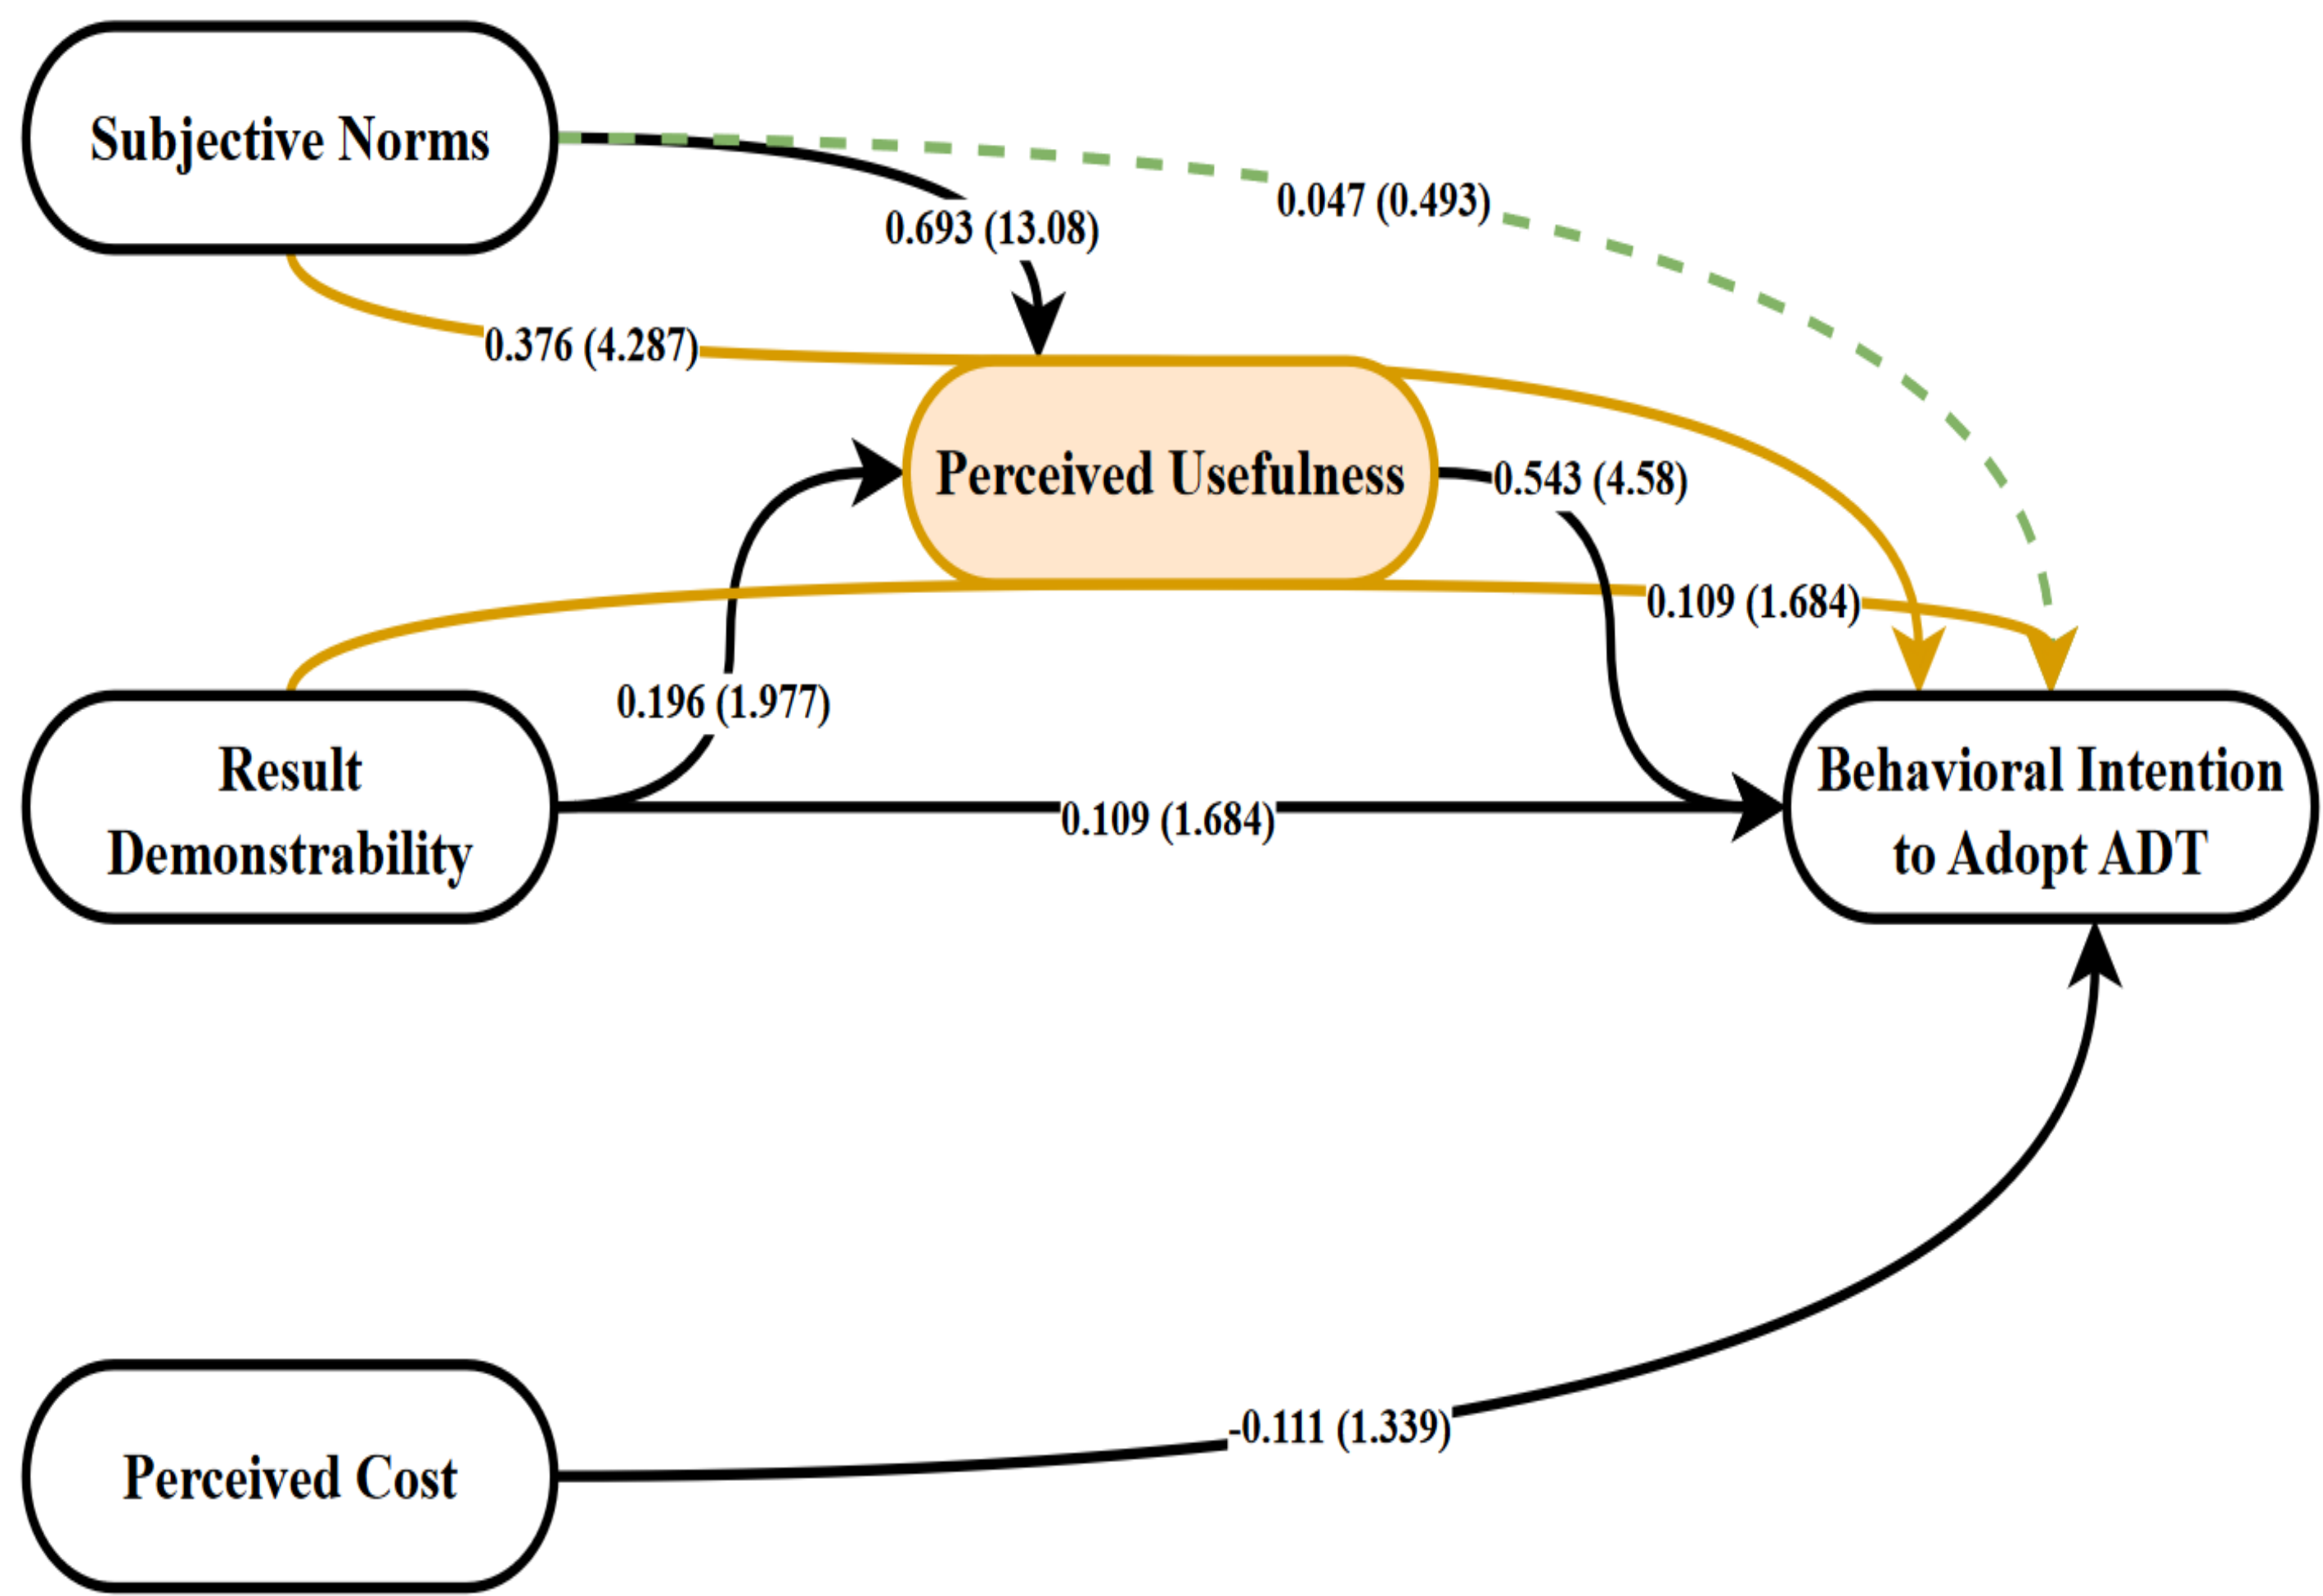 Subjective Norms
0.047 (0.493)
0.693 (13.08)
0.376 (4.287)
Perceived Usefulness
0.543 (4.58)
0.109 (1.684)
0.196 (1.977)
Result
Demonstrability
0.109 (1.684)
Behavioral Intention
to Adopt ADT
-0.111 (1.339)
Perceived Cost